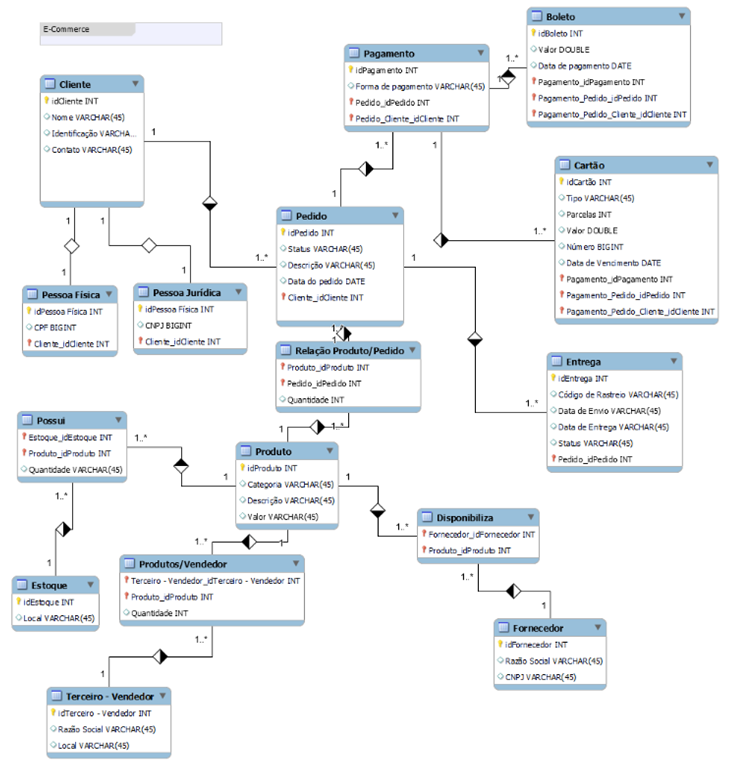 E-Commerce
Cliente
idCliente INT
Nome VARCHAR(45)
Identificação VARCHA...
Contato VARCHAR(45)
Pagamento
idPagamento INT
Forma de pagamento VARCHAR(45)
Pedido_idPedido INT
Pedido_Cliente_idCliente INT
Boleto
idBoleto INT
Valor DOUBLE
Data de pagamento DATE
Pagamento_idPagamento INT
Pagamento_Pedido_idPedido INT
Pagamento_Pedido_Cliente_idCliente INT
1..*
1
1
1..*
1
1
1..*
Cartão
idCartão INT
Tipo VARCHAR(45)
Parcelas INT
Valor DOUBLE
Número BIGINT
Data de Vencimento DATE
Pagamento_idPagamento INT
Pagamento_Pedido_idPedido INT
Pagamento_Pedido_Cliente_idCliente INT
Pedido
idPedido INT
Status VARCHAR(45)
Descrição VARCHAR(45)
Data do pedido DATE
Cliente_idCliente INT
1
1
1
1
1..*
1
Pessoa Física
idPessoa Física INT
CPF BIGINT
Cliente_idCliente INT
Pessoa Jurídica
idPessoa Física INT
CNPJ BIGINT
Cliente_idCliente INT
1
1..*
Relação Produto/Pedido
Produto_idProduto INT
Pedido_idPedido INT
Quantidade INT
Entrega
idEntrega INT
Código de Rastreio VARCHAR(45)
Data de Envio VARCHAR(45)
Data de Entrega VARCHAR(45)
Status VARCHAR(45)
Pedido_idPedido INT
1..*
1
1..*
Possui
Estoque_idEstoque INT
Produto_idProduto INT
Quantidade VARCHAR(45)
1..*
1
1
1..*
Produto
idProduto INT
Categoria VARCHAR(45)
Descrição VARCHAR(45)
Valor VARCHAR(45)
1..*
1
1..*
1
Disponibiliza
Fornecedor_idFornecedor INT
Produto_idProduto INT
1..*
1
Estoque
idEstoque INT
Local VARCHAR(45)
Produtos/Vendedor
Terceiro - Vendedor_idTerceiro - Vendedor INT
Produto_idProduto INT
Quantidade INT
Fornecedor
idFornecedor INT
Razão Social VARCHAR(45)
CNPJ VARCHAR(45)
1..*
1
Terceiro - Vendedor
idTerceiro - Vendedor INT
Razão Social VARCHAR(45)
Local VARCHAR(45)